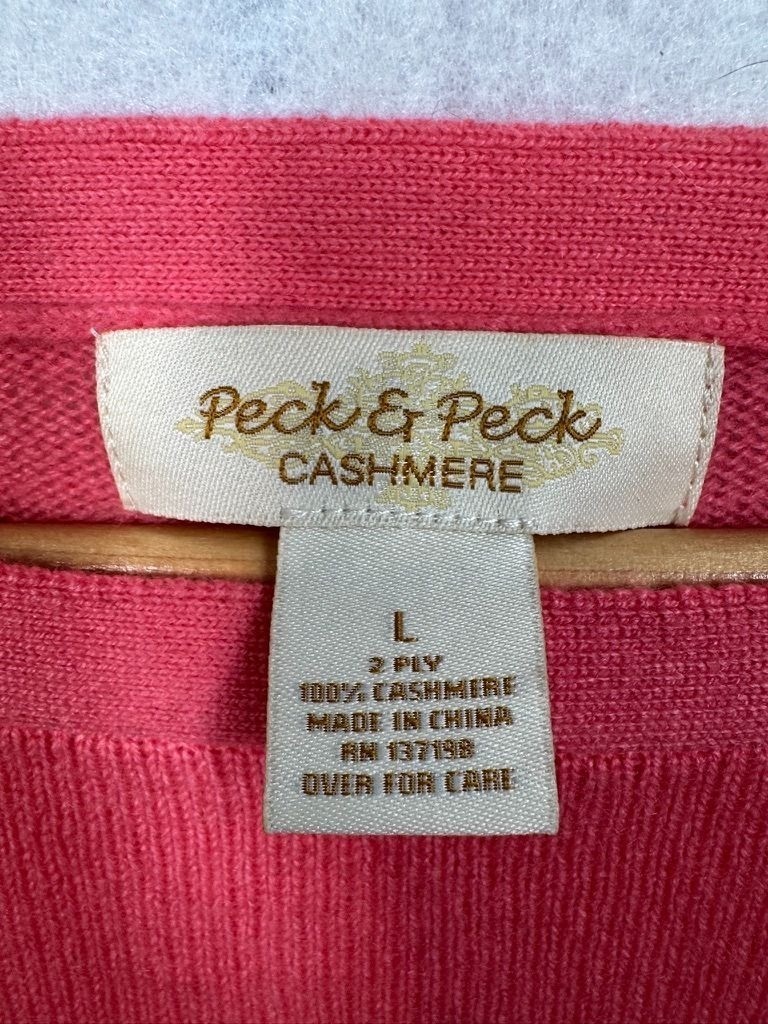 Peck & Peck
CASHMERE
L
2 PLY
100% CASHMERE
MADE IN CHINA
RN 137198
OVER FOR CARE